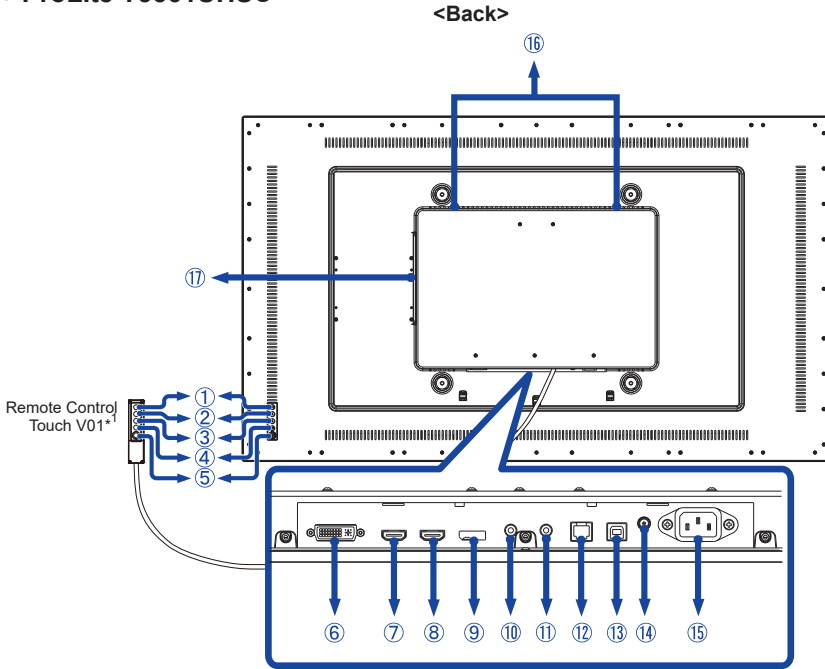 <Back>
⑯
⑰
Remote Control
Touch V01*1
①
②
③
④
⑤
⑥ ⑦ ⑧ ⑨ ⑩ ⑪ ⑫ ⑬ ⑭ ⑮